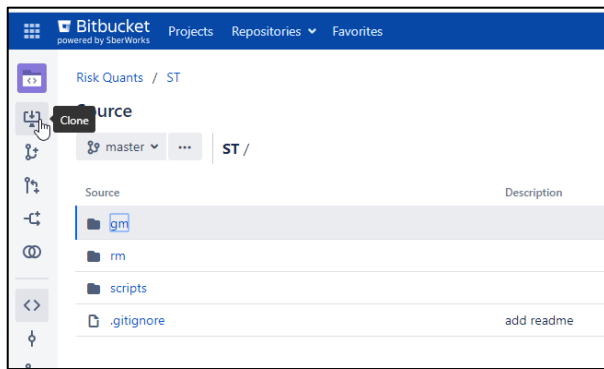 Bitbucket
powered by SberWorks
Projects Repositories Favorites
Risk Quants / ST
Clone
Source
master ... ST /
Source Description
gm
rm
scripts
.gitignore add readme